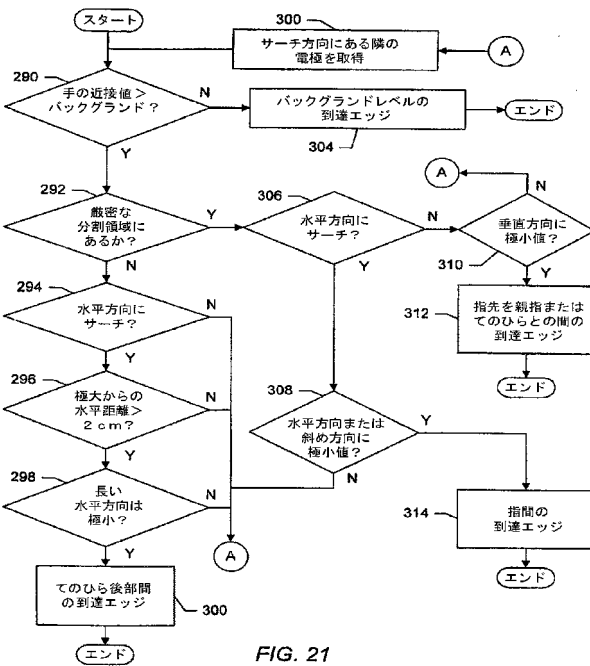 スタート
300
サーチ方向にある隣の
電極を取得
A
290
手の近接値＞
バックグランド？
N
バックグランドレベルの
到達エッジ
304
エンド
Y
292
厳密な
分割領域に
あるか？
Y
N
306
水平方向に
サーチ？
N
Y
A
N
垂直方向に
極小値？
310
Y
312
指先を親指または
てのひらとの間の
到達エッジ
エンド
294
水平方向に
サーチ？
N
Y
296
極大からの
水平距離＞
２ｃｍ？
N
Y
308
水平方向または
斜め方向に
極小値？
Y
N
298
長い
水平方向は
極小？
N
Y
A
314
指間の
到達エッジ
エンド
てのひら後部間
の到達エッジ
300
エンド
FIG. 21